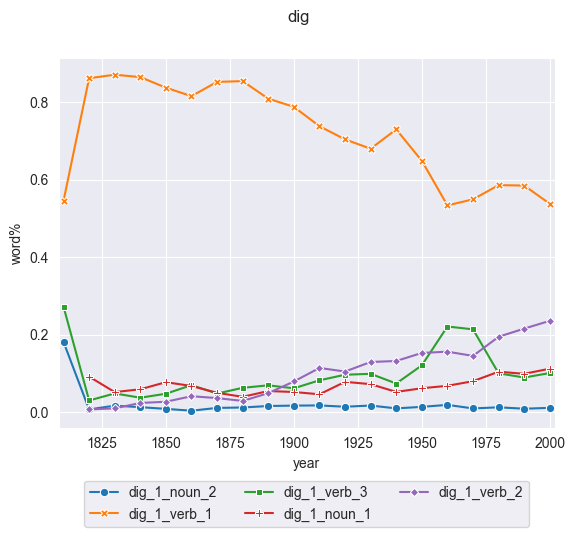 dig
0.8
0.6
0.4
0.2
0.0
word%
1825 1850 1875 1900 1925 1950 1975 2000
year
dig_1_noun_2 dig_1_verb_3 dig_1_verb_2
dig_1_verb_1 dig_1_noun_1